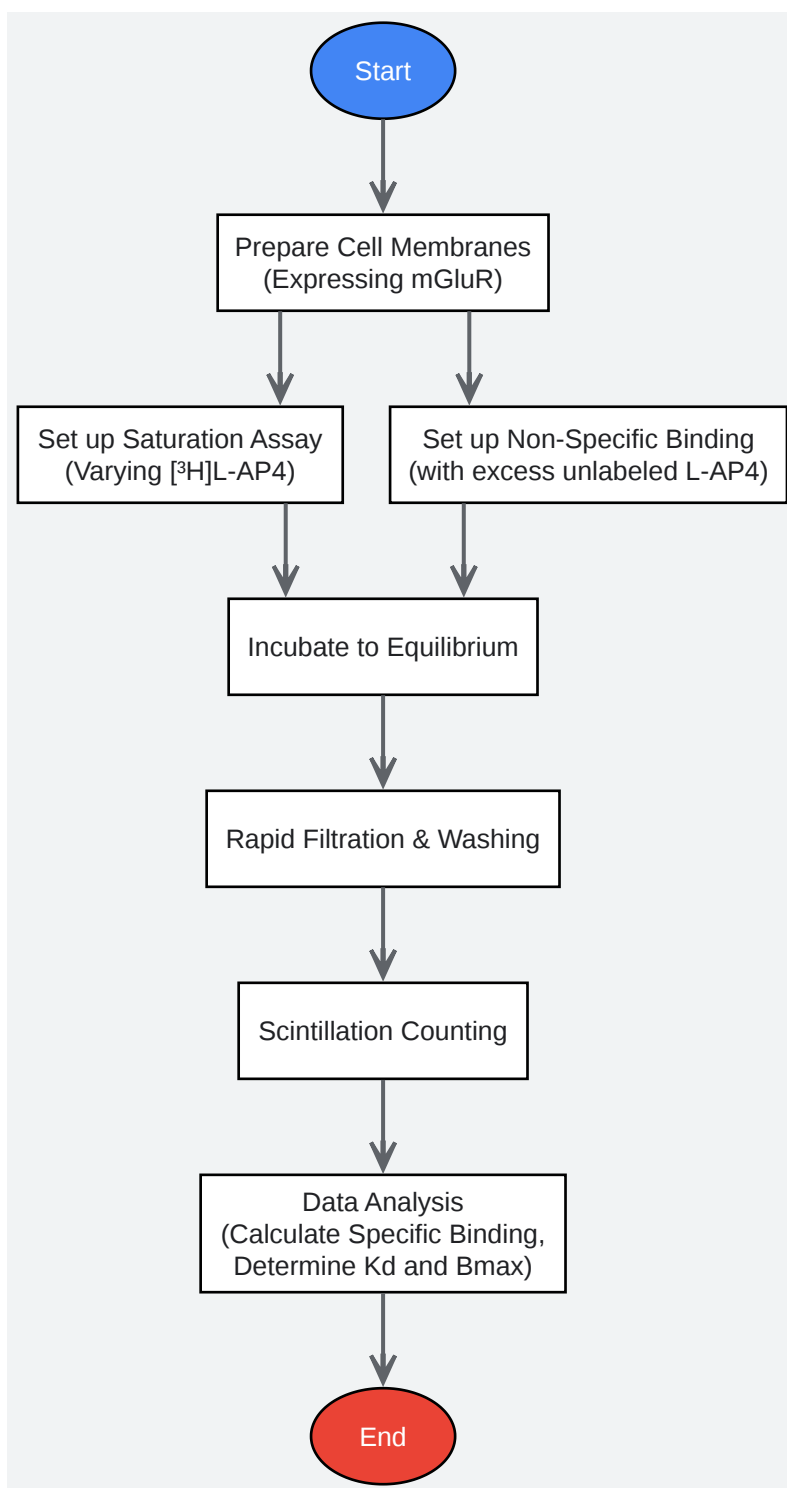 Start
Prepare Cell Membranes
(Expressing mGluR)
Set up Saturation Assay
(Varying [³H]L-AP4)
Set up Non-Specific Binding
(with excess unlabeled L-AP4)
Incubate to Equilibrium
Rapid Filtration & Washing
Scintillation Counting
Data Analysis
(Calculate Specific Binding,
Determine Kd and Bmax)
End